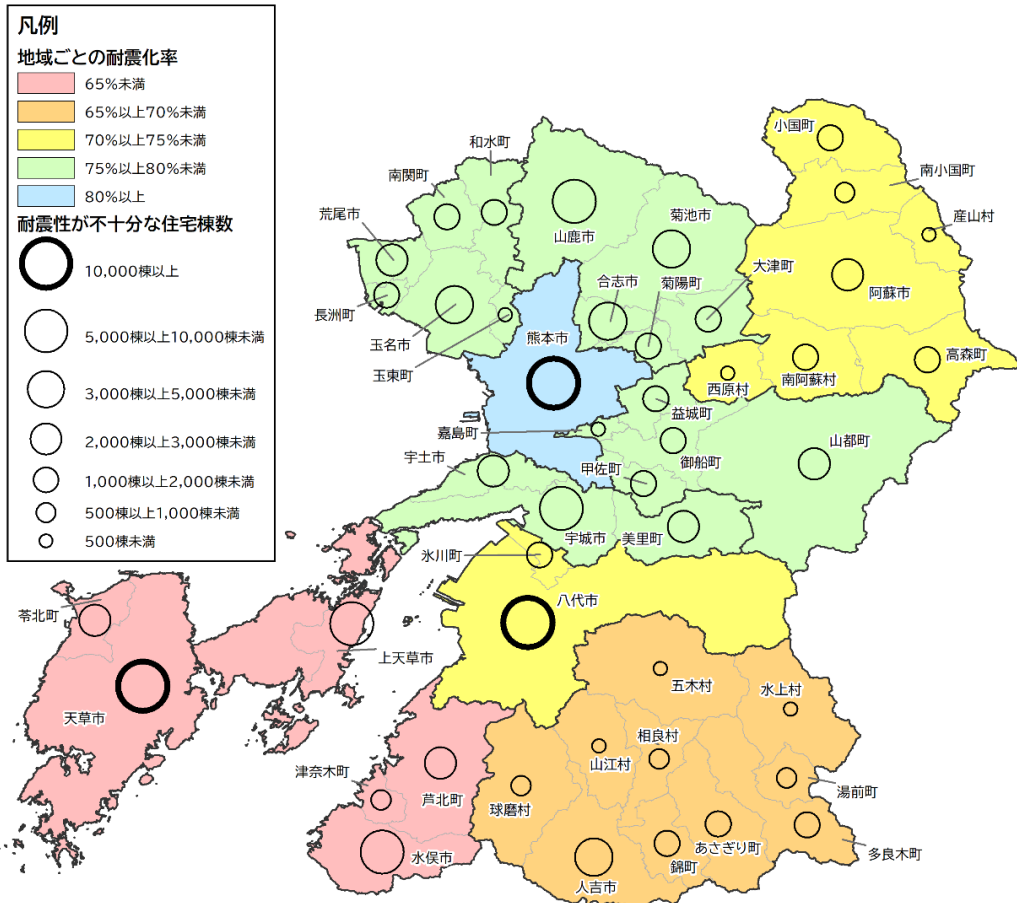 凡例
地域ごとの耐震化率
65%未満
65%以上70%未満
70%以上75%未満
75%以上80%未満
80%以上
耐震性が不十分な住宅棟数
10,000棟以上
5,000棟以上10,000棟未満
3,000棟以上5,000棟未満
2,000棟以上3,000棟未満
1,000棟以上2,000棟未満
500棟以上1,000棟未満
500棟未満
小国町
和水町
南関町
南小国町
荒尾市
菊池市
産山村
山鹿市
大津町
合志市
菊陽町
阿蘇市
長洲町
玉名市
熊本市
玉東町
高森町
西原村
南阿蘇村
益城町
嘉島町
山都町
宇土市
甲佐町
御船町
宇城市
美里町
氷川町
八代市
苓北町
上天草市
五木村
水上村
天草市
相良村
山江村
津奈木町
芦北町
湯前町
球磨村
あさぎり町
多良木町
水俣市
錦町
人吉市